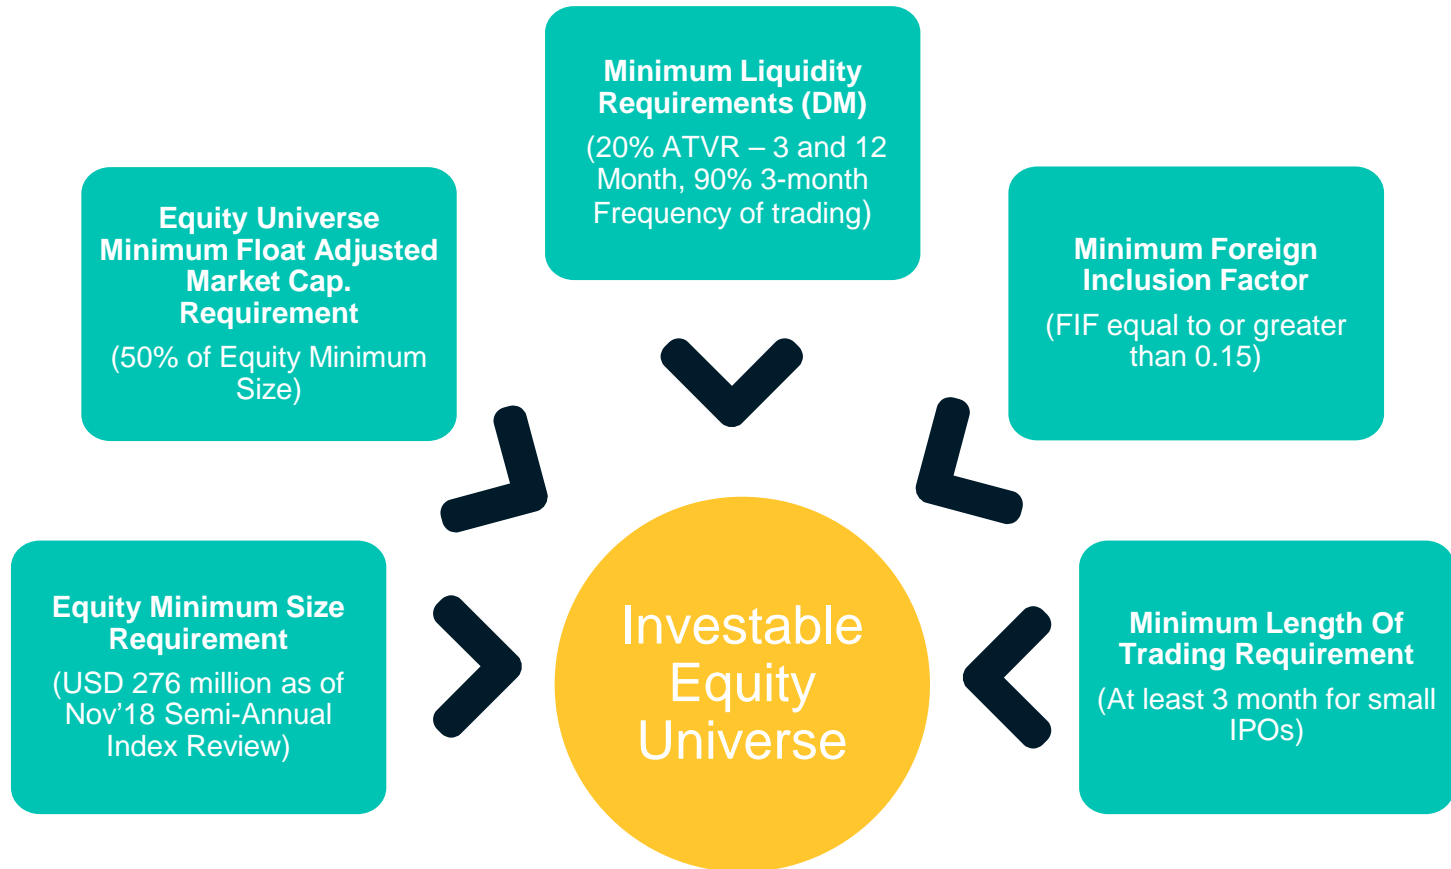 Minimum Liquidity
Requirements (DM)
(20% ATVR – 3 and 12
Month, 90% 3-month
Frequency of trading)
Equity Universe
Minimum Float Adjusted
Market Cap.
Requirement
(50% of Equity Minimum
Size)
Minimum Foreign
Inclusion Factor
(FIF equal to or greater
than 0.15)
Equity Minimum Size
Requirement
(USD 276 million as of
Nov’18 Semi-Annual
Index Review)
Investable
Equity
Universe
Minimum Length Of
Trading Requirement
(At least 3 month for small
IPOs)